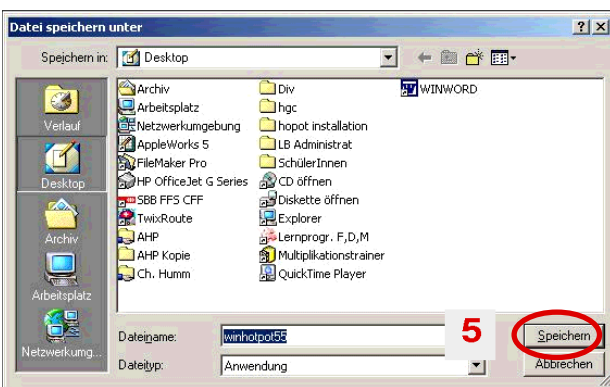 Datei speichern unter
Speichern in: Desktop
Verlauf
Desktop
Archiv
Arbeitsplatz
Netzwerkumg...
Archiv
Arbeitsplatz
Netzwerkumgebung
AppleWorks 5
FileMaker Pro
HP OfficeJet G Series
SBB FFS CFF
TwixRoute
AHP
AHP Kopie
Ch. Humm
Div
hgc
hopot installation
LB Administrat
SchülerInnen
CD öffnen
Diskette öffnen
Explorer
Lernprogr. F,D,M
Multiplikationstrainer
QuickTime Player
WINWORD
Dateiname: winhotpot55
5
Speichern
Dateityp: Anwendung
Abbrechen